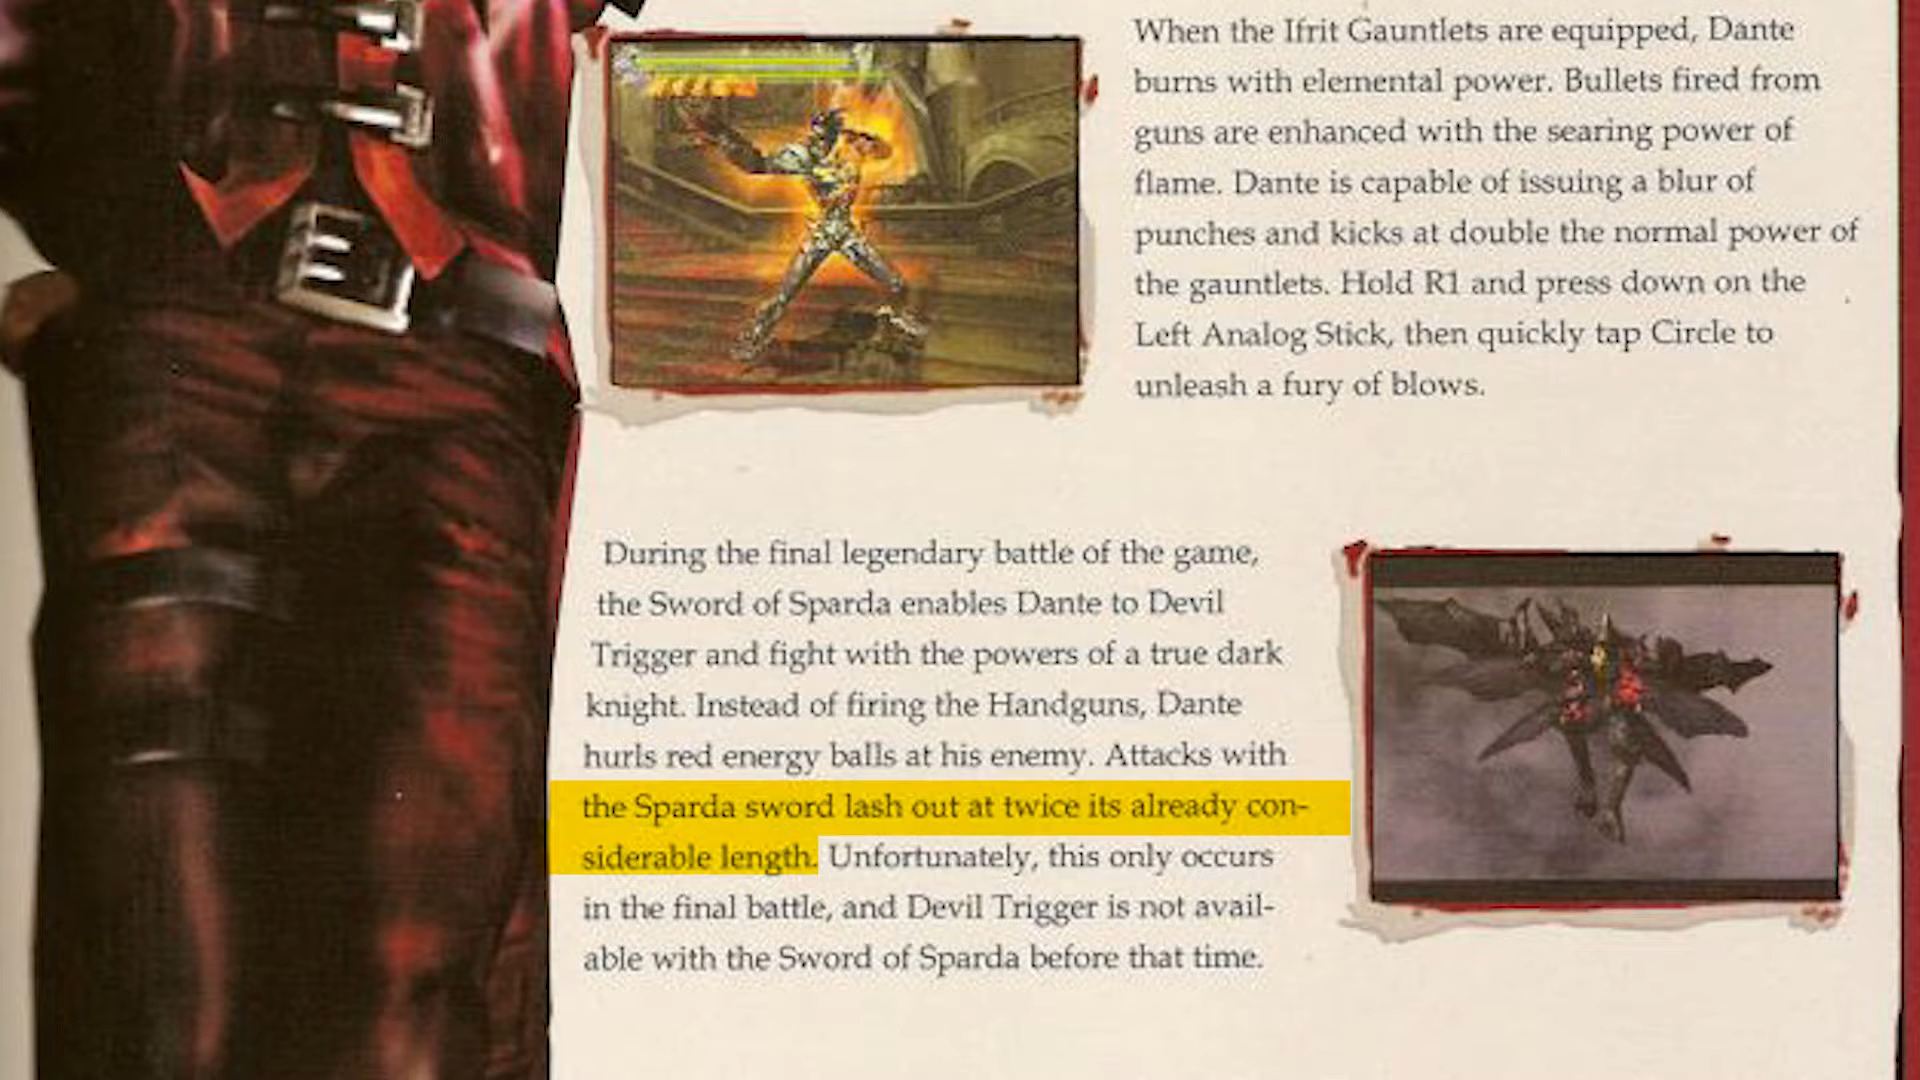 When the Ifrit Gauntlets are equipped, Dante
burns with elemental power. Bullets fired from
guns are enhanced with the searing power of
flame. Dante is capable of issuing a blur of
punches and kicks at double the normal power of
the gauntlets. Hold R1 and press down on the
Left Analog Stick, then quickly tap Circle to
unleash a fury of blows.
During the final legendary battle of the game,
the Sword of Sparda enables Dante to Devil
Trigger and fight with the powers of a true dark
knight. Instead of firing the Handguns, Dante
hurls red energy balls at his enemy. Attacks with
the Sparda sword lash out at twice its already con-
siderable length. Unfortunately, this only occurs
in the final battle, and Devil Trigger is not avail-
able with the Sword of Sparda before that time.